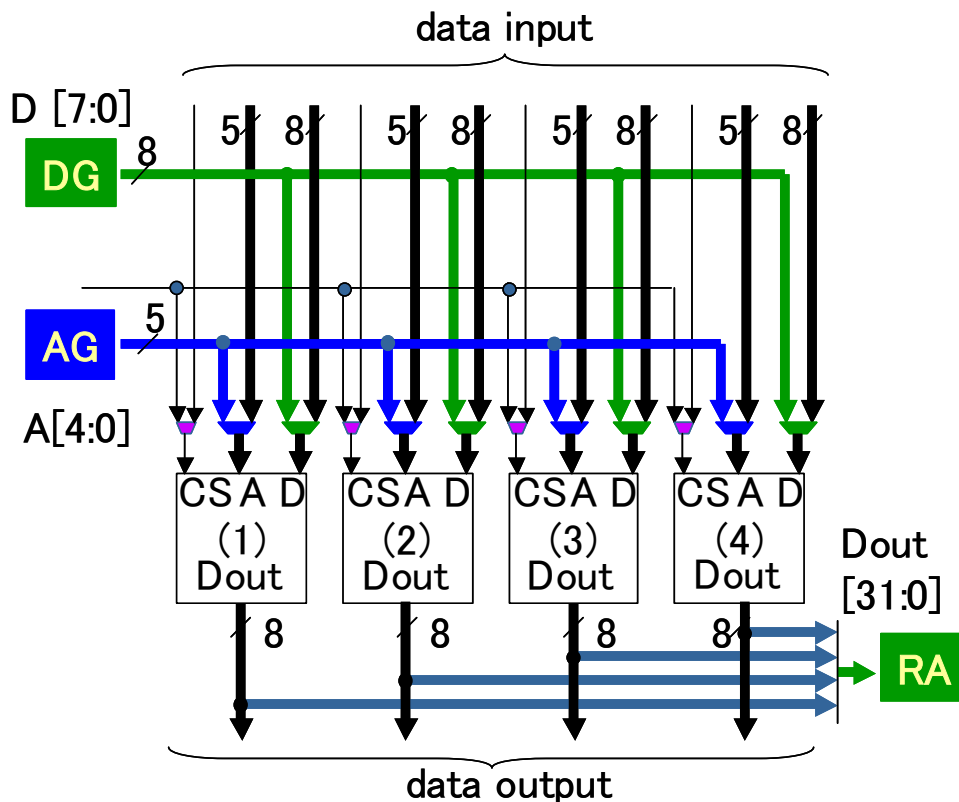 data input
D [7:0]
5 8 5 8 5 8 5 8
8
DG
5
AG
A[4:0]
CS A D CS A D CS A D CS A D
(1) (2) (3) (4)
Dout Dout Dout Dout
Dout
[31:0]
8 8 8 8
RA
data output